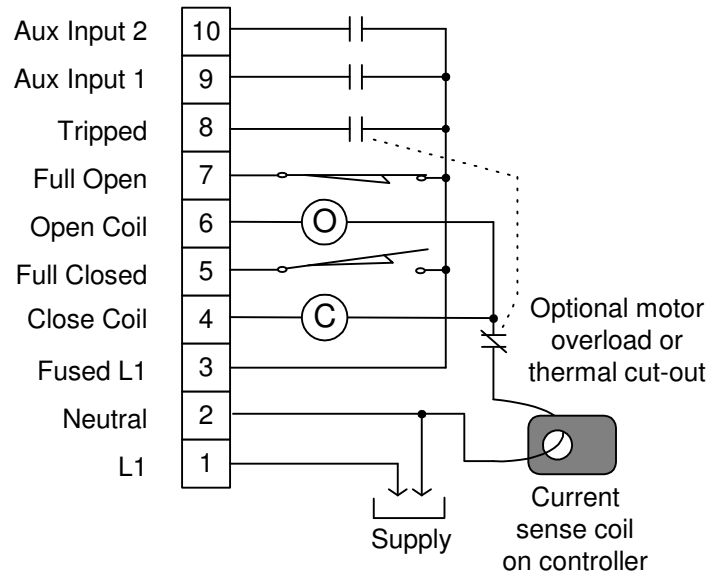 Aux Input 2 10
Aux Input 1 9
Tripped 8
Full Open 7
Open Coil 6 O
Full Closed 5
Close Coil 4 C
Fused L1 3
Neutral 2
L1 1
Optional motor
overload or
thermal cut-out
Supply
Current
sense coil
on controller